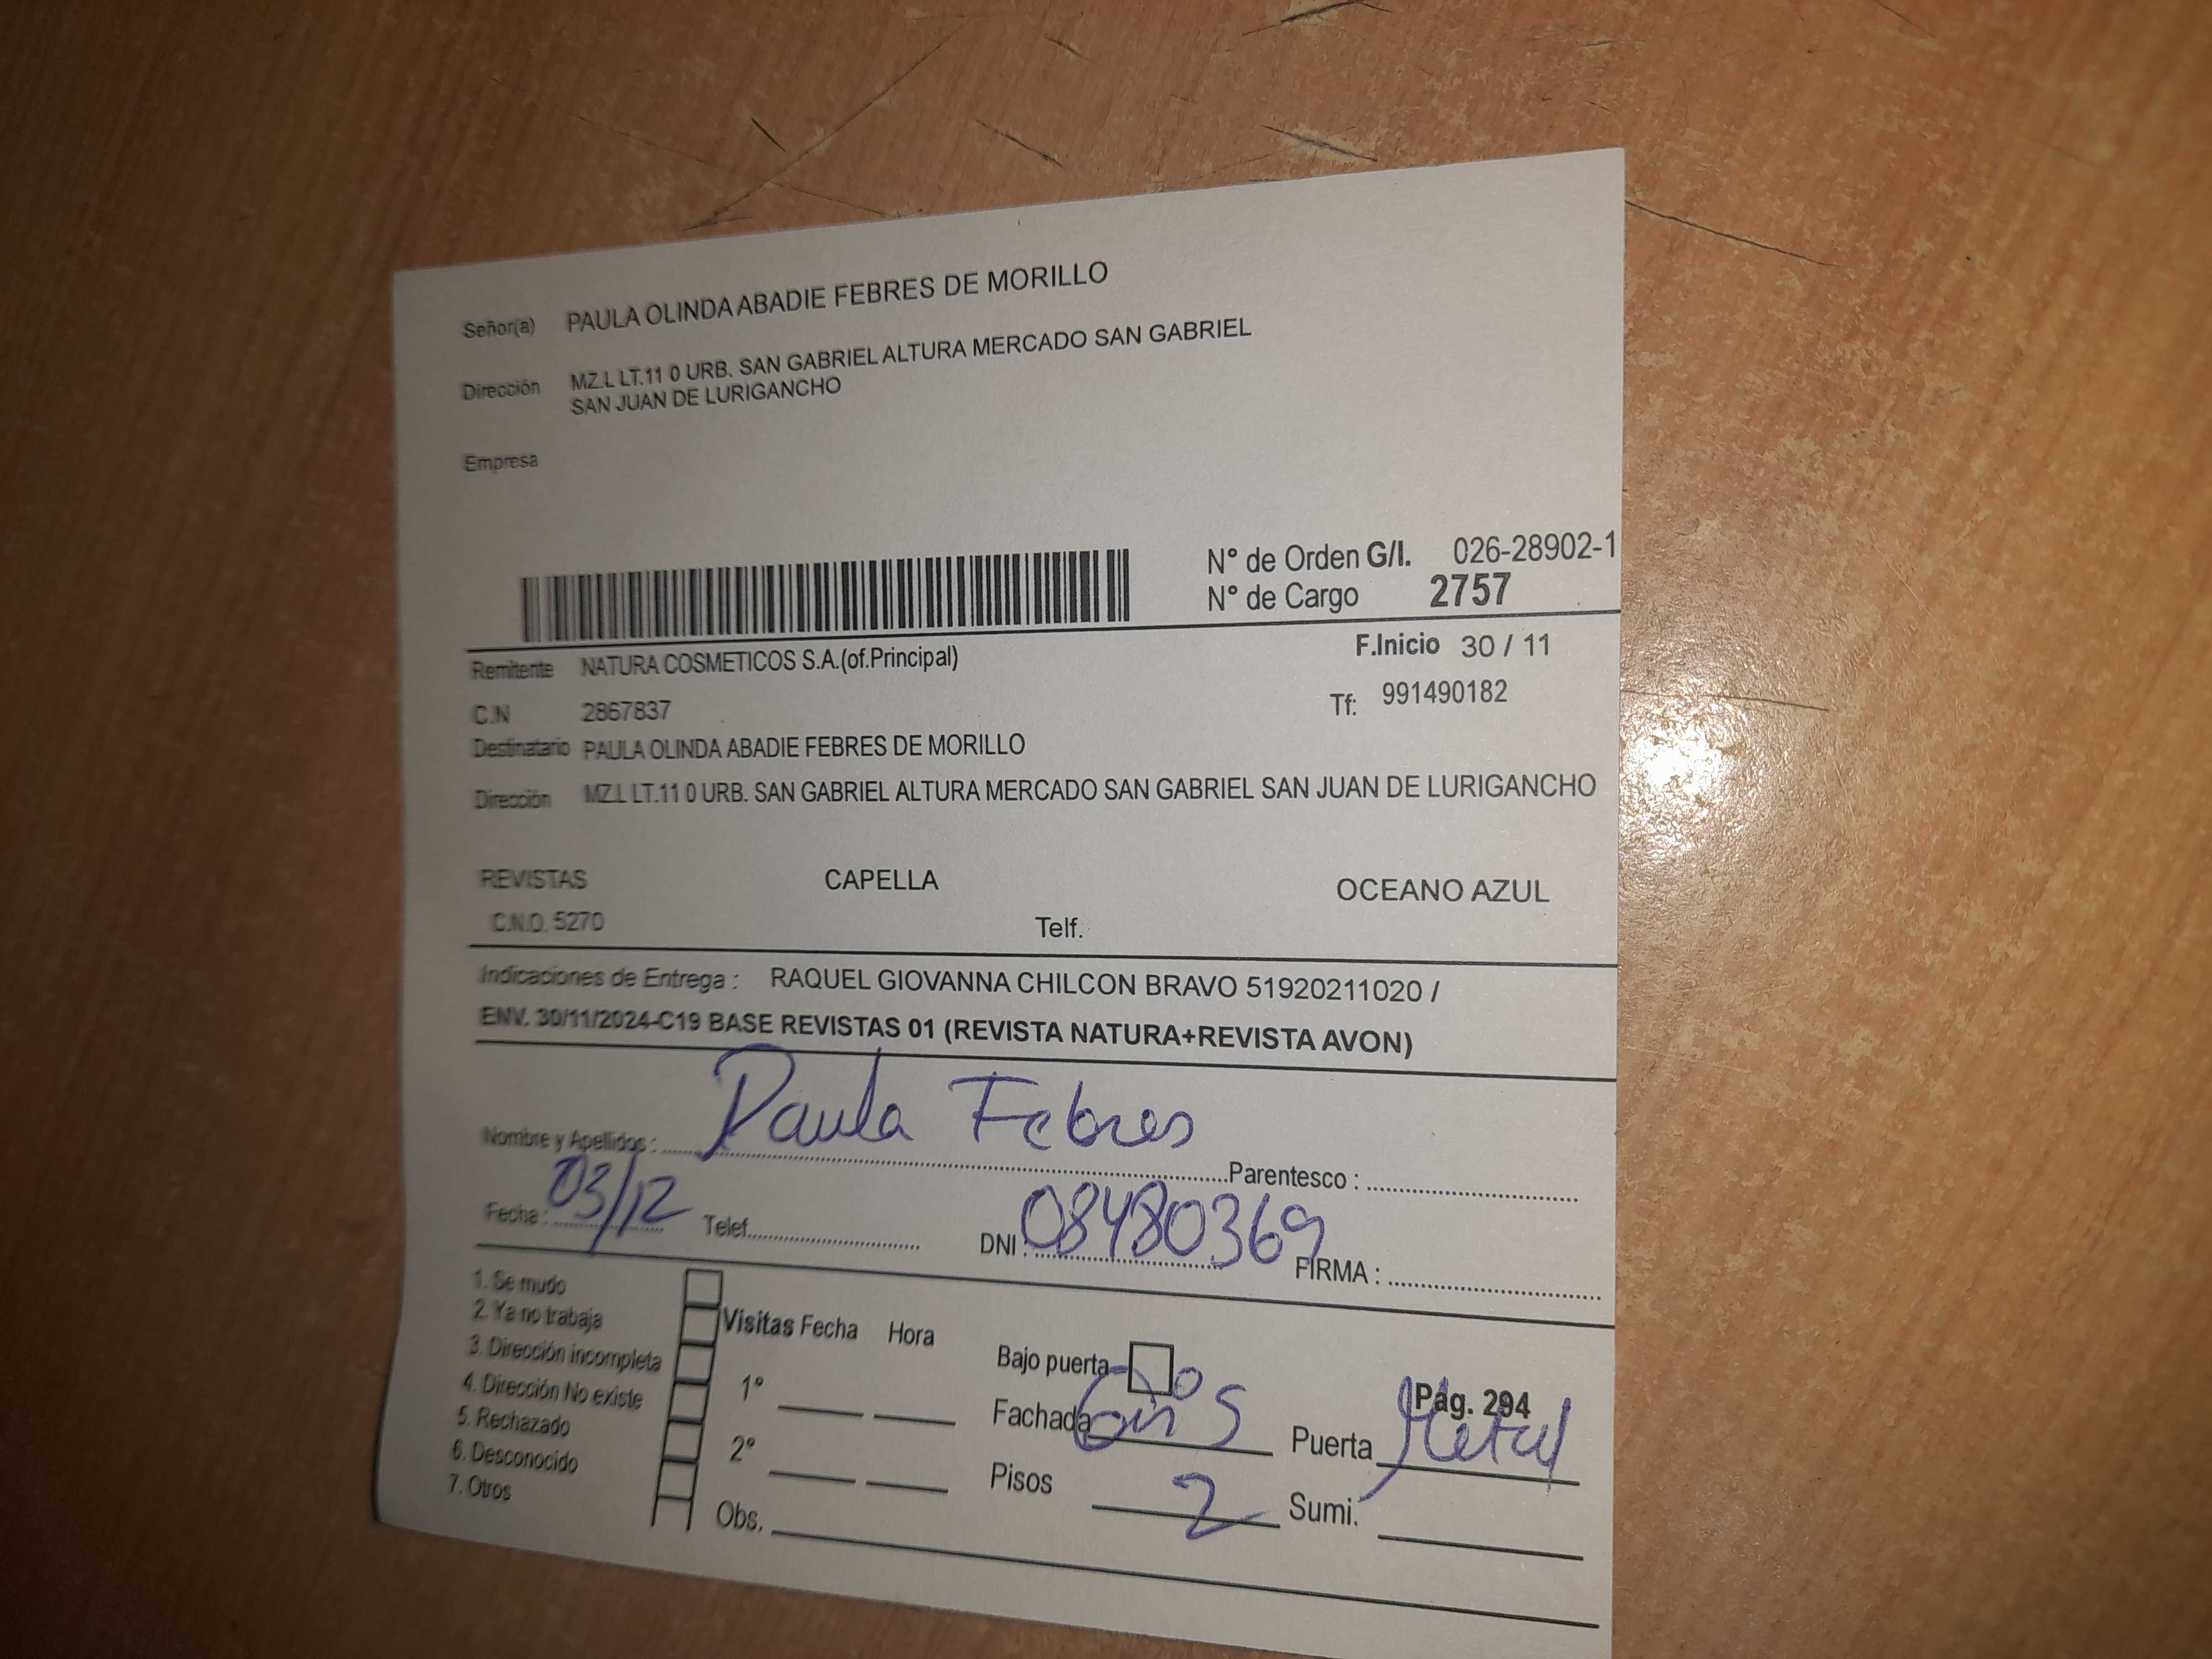 Señor(a) PAULA OLINDA ABADIE FEBRES DE MORILLO
Dirección MZ.L LT.11 0 URB. SAN GABRIEL ALTURA MERCADO SAN GABRIEL
SAN JUAN DE LURIGANCHO
Empresa
N° de Orden G/I. 026-28902-1
N° de Cargo 2757
Remitente NATURA COSMETICOS S.A.(of.Principal) F.Inicio 30 / 11
C.N 2867837 Tf: 991490182
Destinatario PAULA OLINDA ABADIE FEBRES DE MORILLO
Dirección MZ.L LT.11 0 URB. SAN GABRIEL ALTURA MERCADO SAN GABRIEL SAN JUAN DE LURIGANCHO
REVISTAS CAPELLA OCEANO AZUL
C.N.O. 5270 Telf.
Indicaciones de Entrega : RAQUEL GIOVANNA CHILCON BRAVO 51920211020 /
ENV. 30/11/2024-C19 BASE REVISTAS 01 (REVISTA NATURA+REVISTA AVON)
Nombre y Apellidos : Paula Febres Parentesco :
Fecha : 03/12 Telef. DNI : 08480369 FIRMA :
1. Se mudo
2. Ya no trabaja
3. Dirección incompleta
4. Dirección No existe
5. Rechazado
6. Desconocido
7. Otros
Visitas Fecha Hora
1°
2°
Obs.
Bajo puerta
Pág. 294
Fachada Gris Puerta Metal
Pisos 2 Sumi.